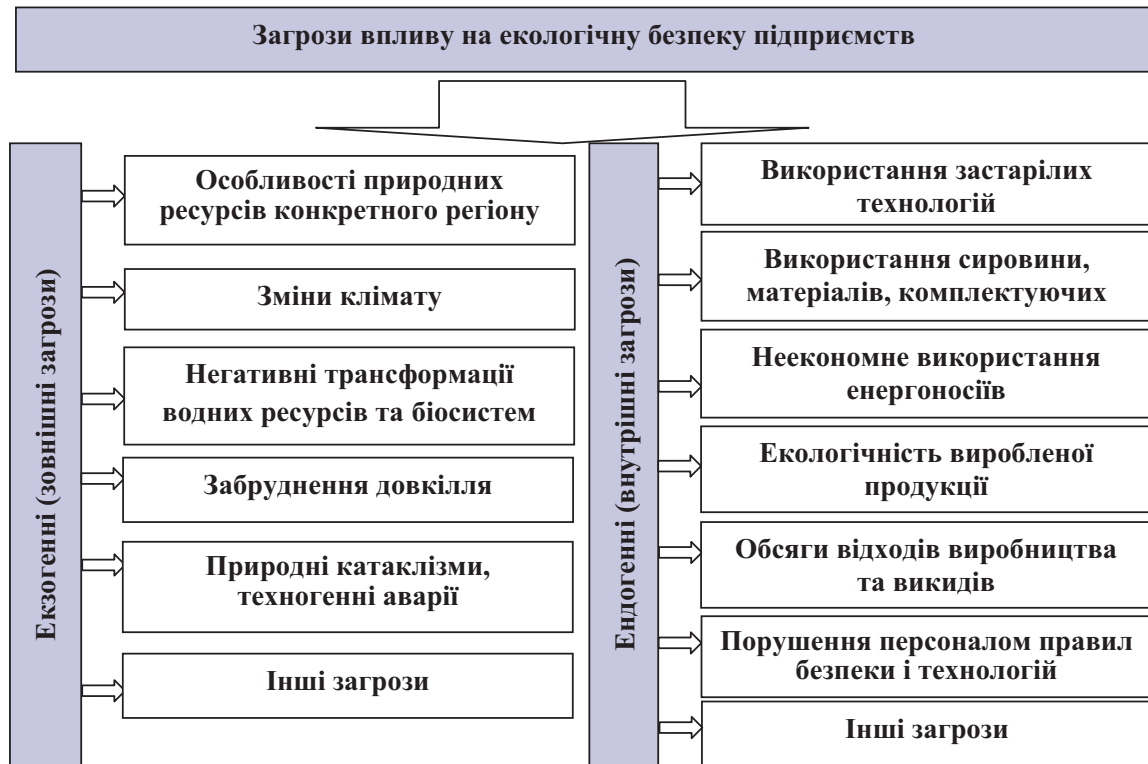 Загрози впливу на екологічну безпеку підприємств
Екзогенні (зовнішні загрози)
Особливості природних
ресурсів конкретного регіону
Зміни клімату
Негативні трансформації
водних ресурсів та біосистем
Забруднення довкілля
Природні катаклізми,
техногенні аварії
Інші загрози
Ендогенні (внутрішні загрози)
Використання застарілих
технологій
Використання сировини,
матеріалів, комплектуючих
Неекономне використання
енергоносіїв
Екологічність виробленої
продукції
Обсяги відходів виробництва
та викидів
Порушення персоналом правил
безпеки і технологій
Інші загрози